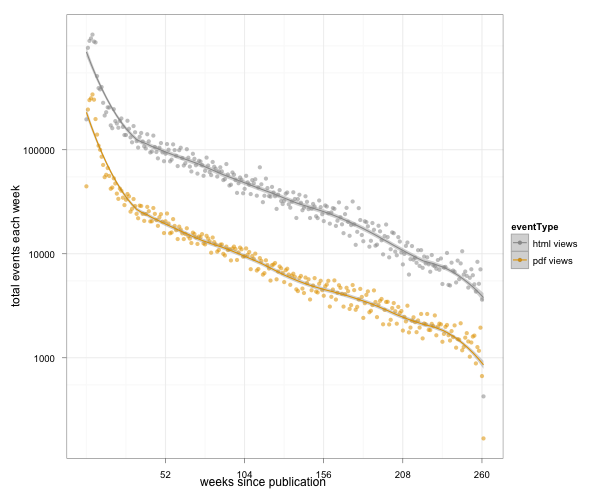 total events each week
100000
10000
1000
52
104
156
208
260
weeks since publication
eventType
html views
pdf views